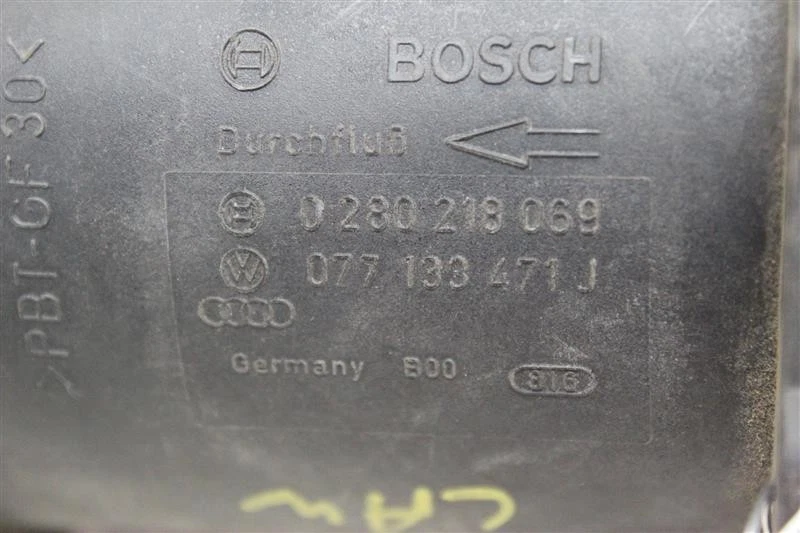 BOSCH
Durchfluß
0 280 218 069
077 133 471 J
Germany B00 816
>PBT-GF 30<